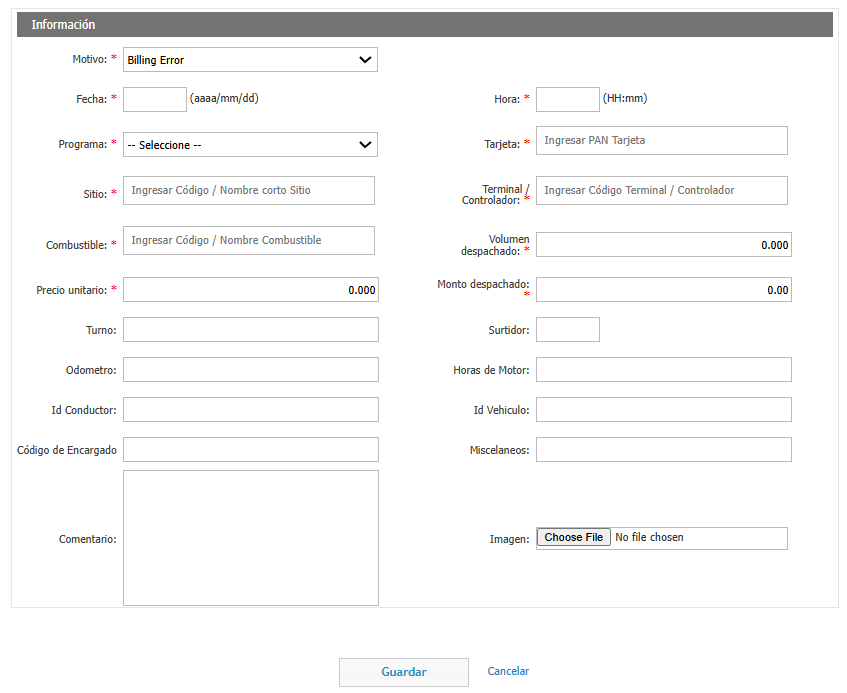 Información
Motivo: * Billing Error
Fecha: * (aaaa/mm/dd) Hora: * (HH:mm)
Programa: * -- Seleccione -- Tarjeta: * Ingresar PAN Tarjeta
Sitio: * Ingresar Código / Nombre corto Sitio
Terminal /
Controlador: * Ingresar Código Terminal / Controlador
Combustible: * Ingresar Código / Nombre Combustible
Volumen
despachado: * 0.000
Precio unitario: * 0.000
Monto despachado:
* 0.00
Turno: Surtidor:
Odometro: Horas de Motor:
Id Conductor: Id Vehiculo:
Código de Encargado Miscelaneos:
Comentario: Imagen: Choose File No file chosen
Guardar Cancelar